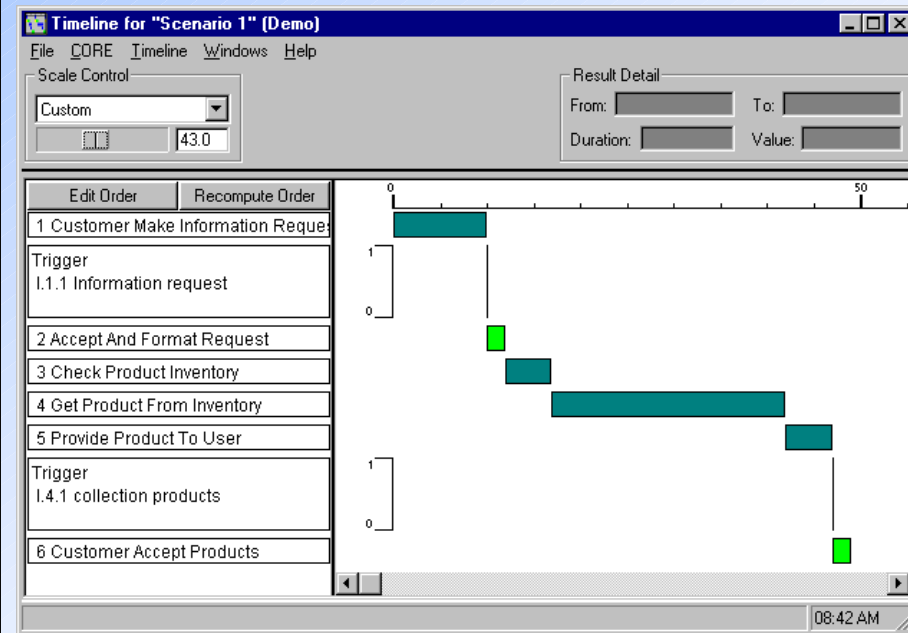 Timeline for "Scenario 1" (Demo)
File CORE Timeline Windows Help
Scale Control
Custom
43.0
Result Detail
From:
To:
Duration:
Value:
Edit Order
Recompute Order
0
50
1 Customer Make Information Reques
Trigger
I.1.1 Information request
1
0
2 Accept And Format Request
3 Check Product Inventory
4 Get Product From Inventory
5 Provide Product To User
Trigger
I.4.1 collection products
1
0
6 Customer Accept Products
08:42 AM